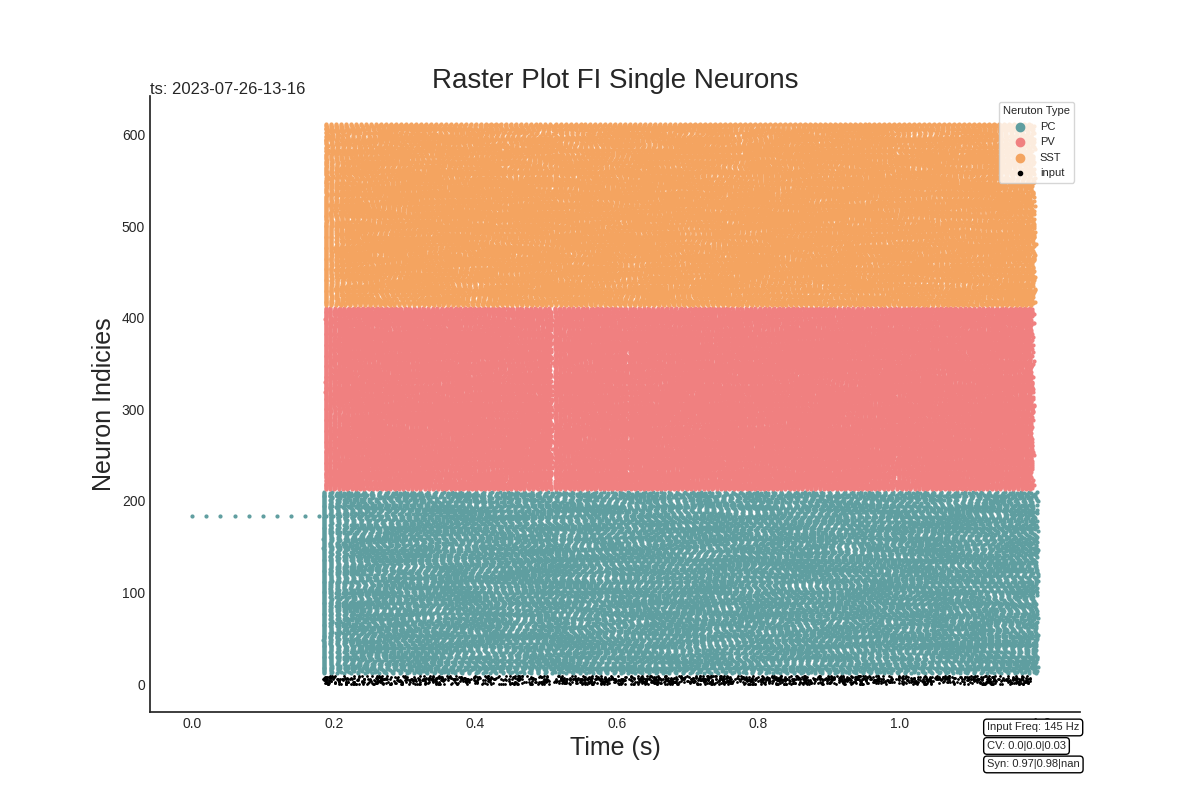 Raster Plot FI Single Neurons
ts: 2023-07-26-13-16
Neruton Type
PC
PV
SST
input
600
500
400
300
200
100
0
Neuron Indicies
0.0 0.2 0.4 0.6 0.8 1.0
Time (s)
Input Freq: 145 Hz
CV: 0.0|0.0|0.03
Syn: 0.97|0.98|nan